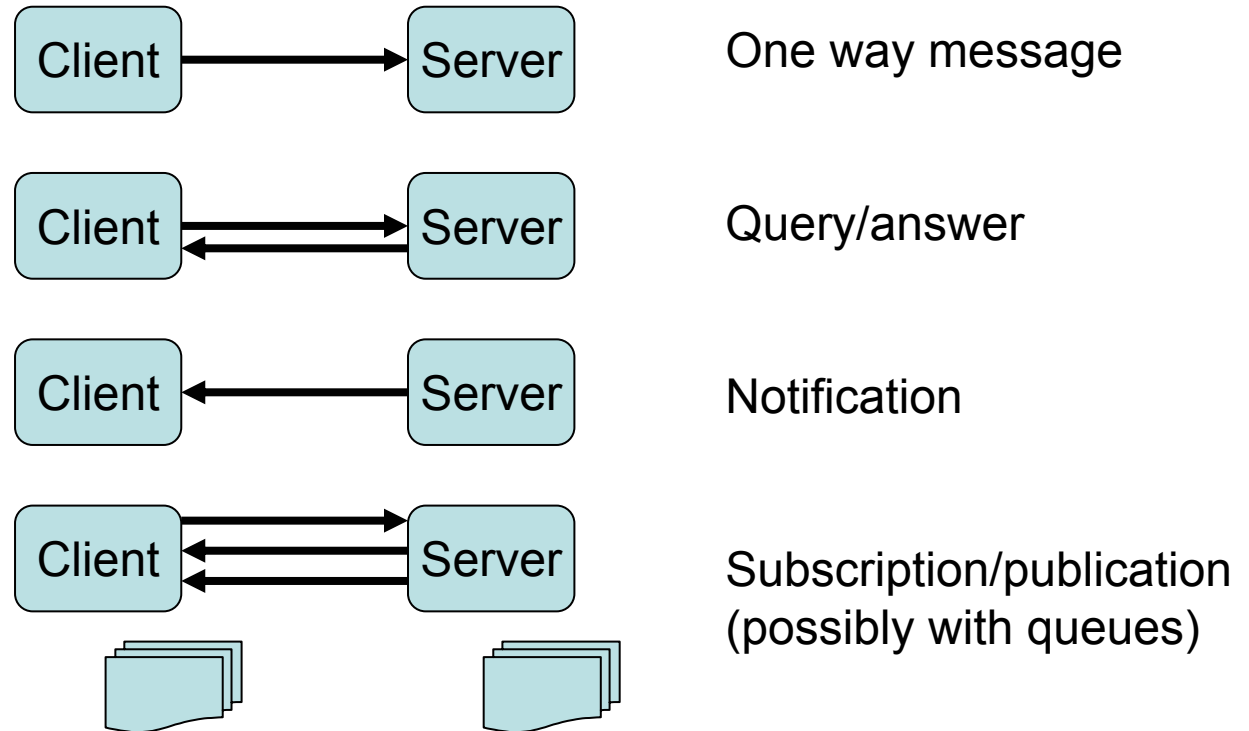 Client Server One way message
Client Server Query/answer
Client Server Notification
Client Server Subscription/publication
(possibly with queues)